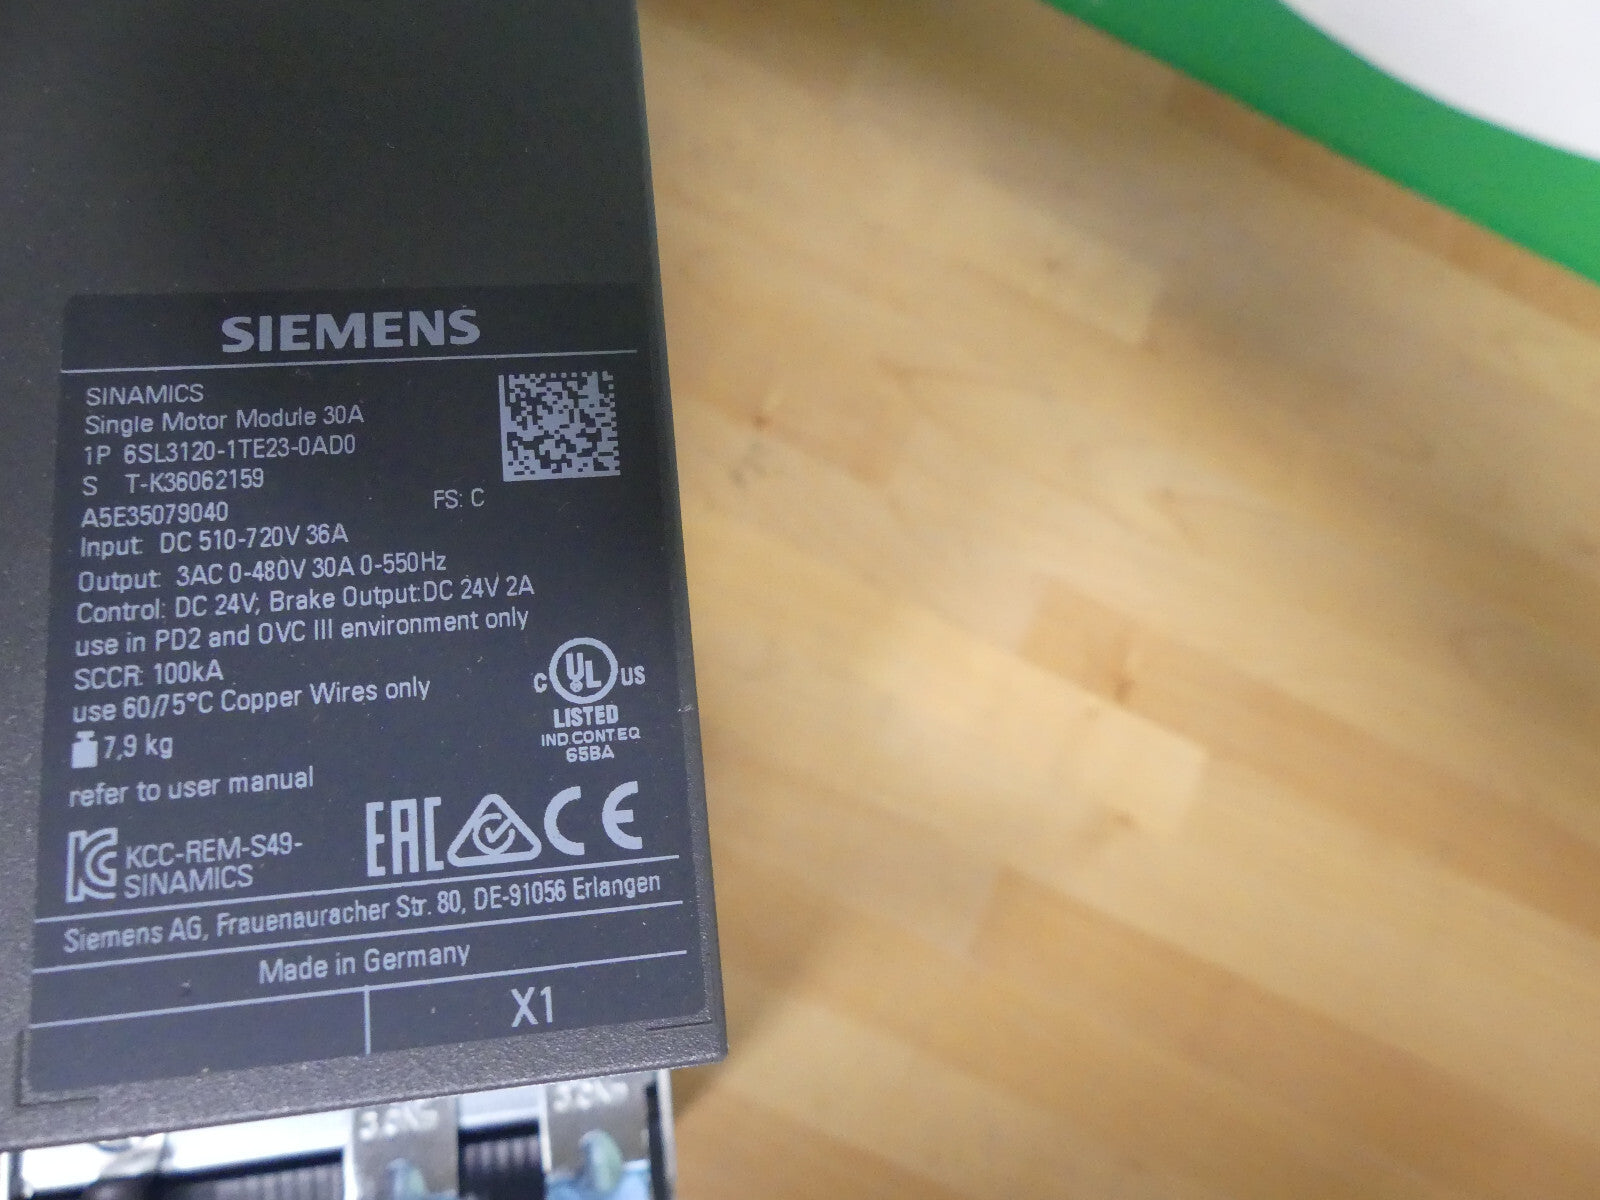 SIEMENS
SINAMICS
Single Motor Module 30A
1P 6SL3120-1TE23-0AD0
S T-K36062159
A5E35079040
FS: C
Input: DC 510-720V 36A
Output: 3AC 0-480V 30A 0-550Hz
Control: DC 24V; Brake Output:DC 24V 2A
use in PD2 and OVC III environment only
SCCR: 100kA
use 60/75°C Copper Wires only
C UL US
LISTED
IND.CONT.EQ
65BA
7,9 kg
refer to user manual
KCC-REM-S49-
SINAMICS
EAC CE
Siemens AG, Frauenauracher Str. 80, DE-91056 Erlangen
Made in Germany
X1